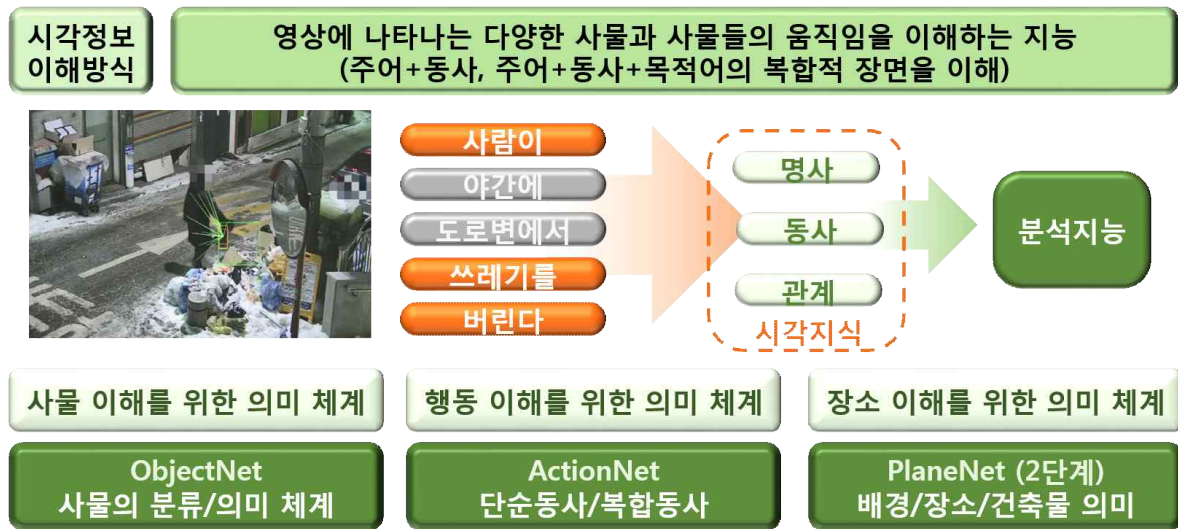 시각정보
이해방식
영상에 나타나는 다양한 사물과 사물들의 움직임을 이해하는 지능
(주어+동사, 주어+동사+목적어의 복합적 장면을 이해)
사람이
야간에
도로변에서
쓰레기를
버린다
명사
동사
관계
시각지식
분석지능
사물 이해를 위한 의미 체계
행동 이해를 위한 의미 체계
장소 이해를 위한 의미 체계
ObjectNet
사물의 분류/의미 체계
ActionNet
단순동사/복합동사
PlaneNet (2단계)
배경/장소/건축물 의미